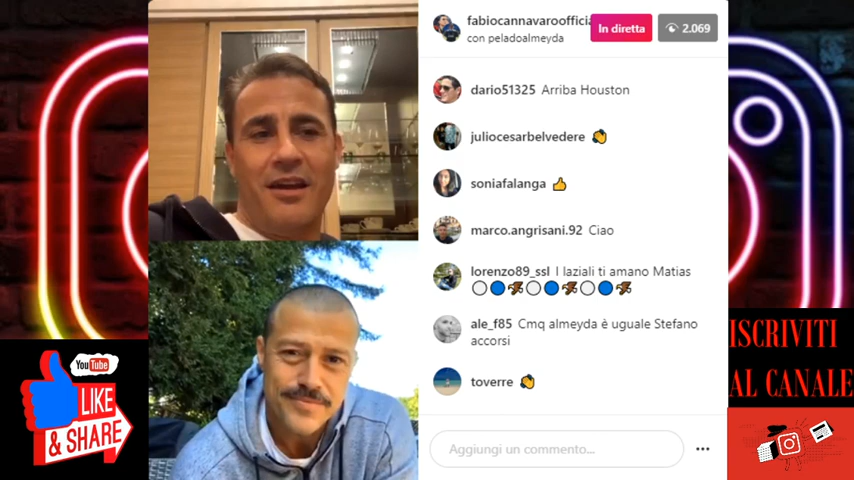 fabiocannavaroofficia
In diretta
2.069
con peladoalmeyda
dario51325 Arriba Houston
juliocesarbelvedere
soniafalanga
marco.angrisani.92 Ciao
lorenzo89_ssl I laziali ti amano Matias
ale_f85 Cmq almeyda è uguale Stefano
accorsi
toverre
Aggiungi un commento...
YouTube
LIKE
& SHARE
ISCRIVITI
AL CANALE